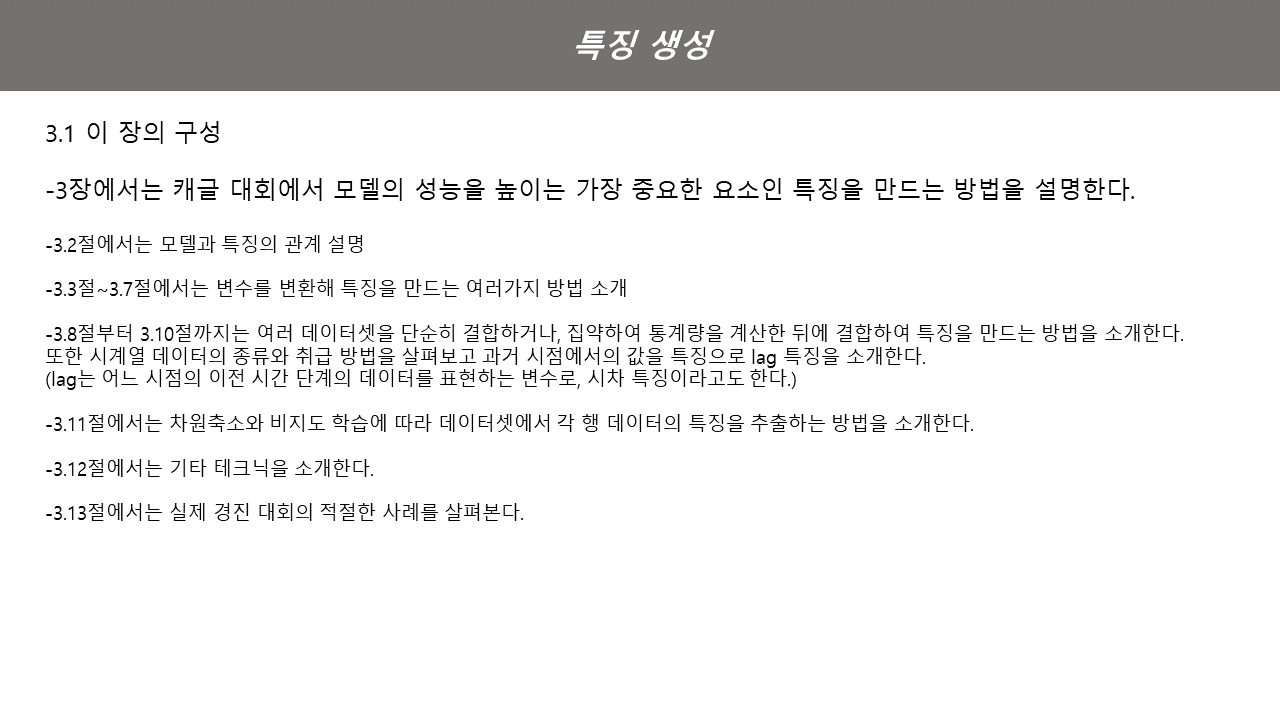 특징 생성
3.1 이 장의 구성
-3장에서는 캐글 대회에서 모델의 성능을 높이는 가장 중요한 요소인 특징을 만드는 방법을 설명한다.
-3.2절에서는 모델과 특징의 관계 설명
-3.3절~3.7절에서는 변수를 변환해 특징을 만드는 여러가지 방법 소개
-3.8절부터 3.10절까지는 여러 데이터셋을 단순히 결합하거나, 집약하여 통계량을 계산한 뒤에 결합하여 특징을 만드는 방법을 소개한다.
또한 시계열 데이터의 종류와 취급 방법을 살펴보고 과거 시점에서의 값을 특징으로 lag 특징을 소개한다.
(lag는 어느 시점의 이전 시간 단계의 데이터를 표현하는 변수로, 시차 특징이라고도 한다.)
-3.11절에서는 차원축소와 비지도 학습에 따라 데이터셋에서 각 행 데이터의 특징을 추출하는 방법을 소개한다.
-3.12절에서는 기타 테크닉을 소개한다.
-3.13절에서는 실제 경진 대회의 적절한 사례를 살펴본다.